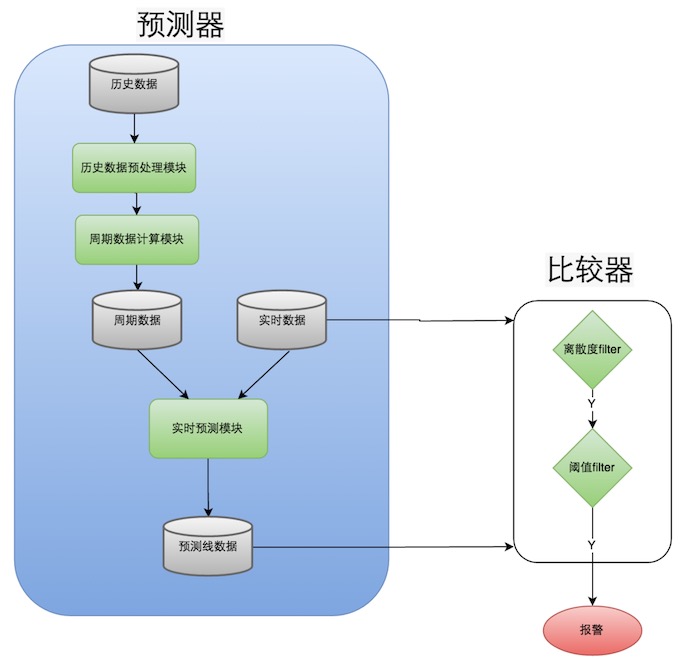 预测器
历史数据
历史数据预处理模块
周期数据计算模块
周期数据
实时数据
实时预测模块
预测线数据
比较器
离散度filter
Y
阈值filter
Y
报警